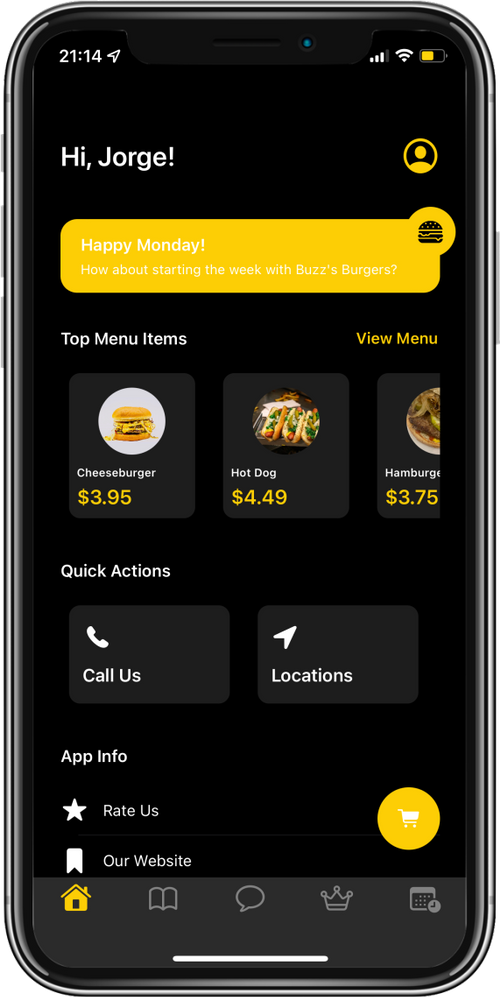 21:14
Hi, Jorge!
Happy Monday!
How about starting the week with Buzz's Burgers?
Top Menu Items View Menu
Cheeseburger Hot Dog Hamburge
$3.95 $4.49 $3.75
Quick Actions
Call Us Locations
App Info
Rate Us
Our Website